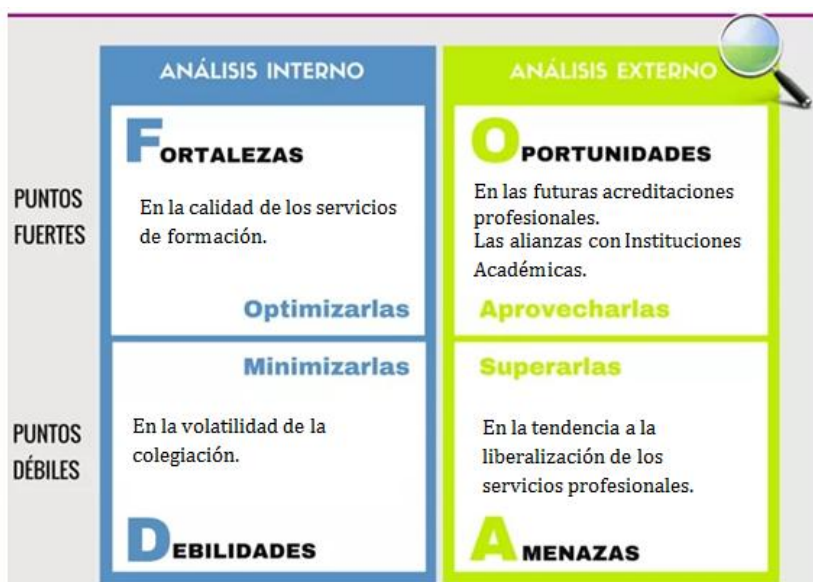 ANÁLISIS INTERNO
ANÁLISIS EXTERNO
PUNTOS
FUERTES
FORTALEZAS
En la calidad de los servicios
de formación.
Optimizarlas
OPORTUNIDADES
En las futuras acreditaciones
profesionales.
Las alianzas con Instituciones
Académicas.
Aprovecharlas
PUNTOS
DÉBILES
Minimizarlas
En la volatilidad de la
colegiación.
DEBILIDADES
Superarlas
En la tendencia a la
liberalización de los
servicios profesionales.
AMENAZAS